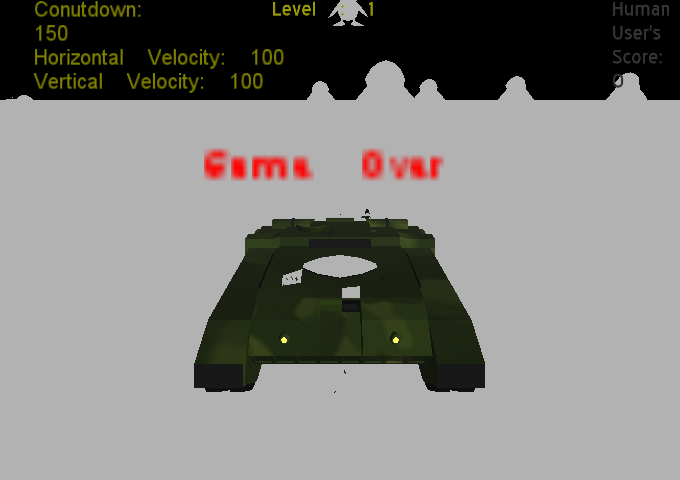 Conutdown:
150
Horizontal Velocity: 100
Vertical Velocity: 100
Level : 1
Human
User's
Score:
0
Game Over